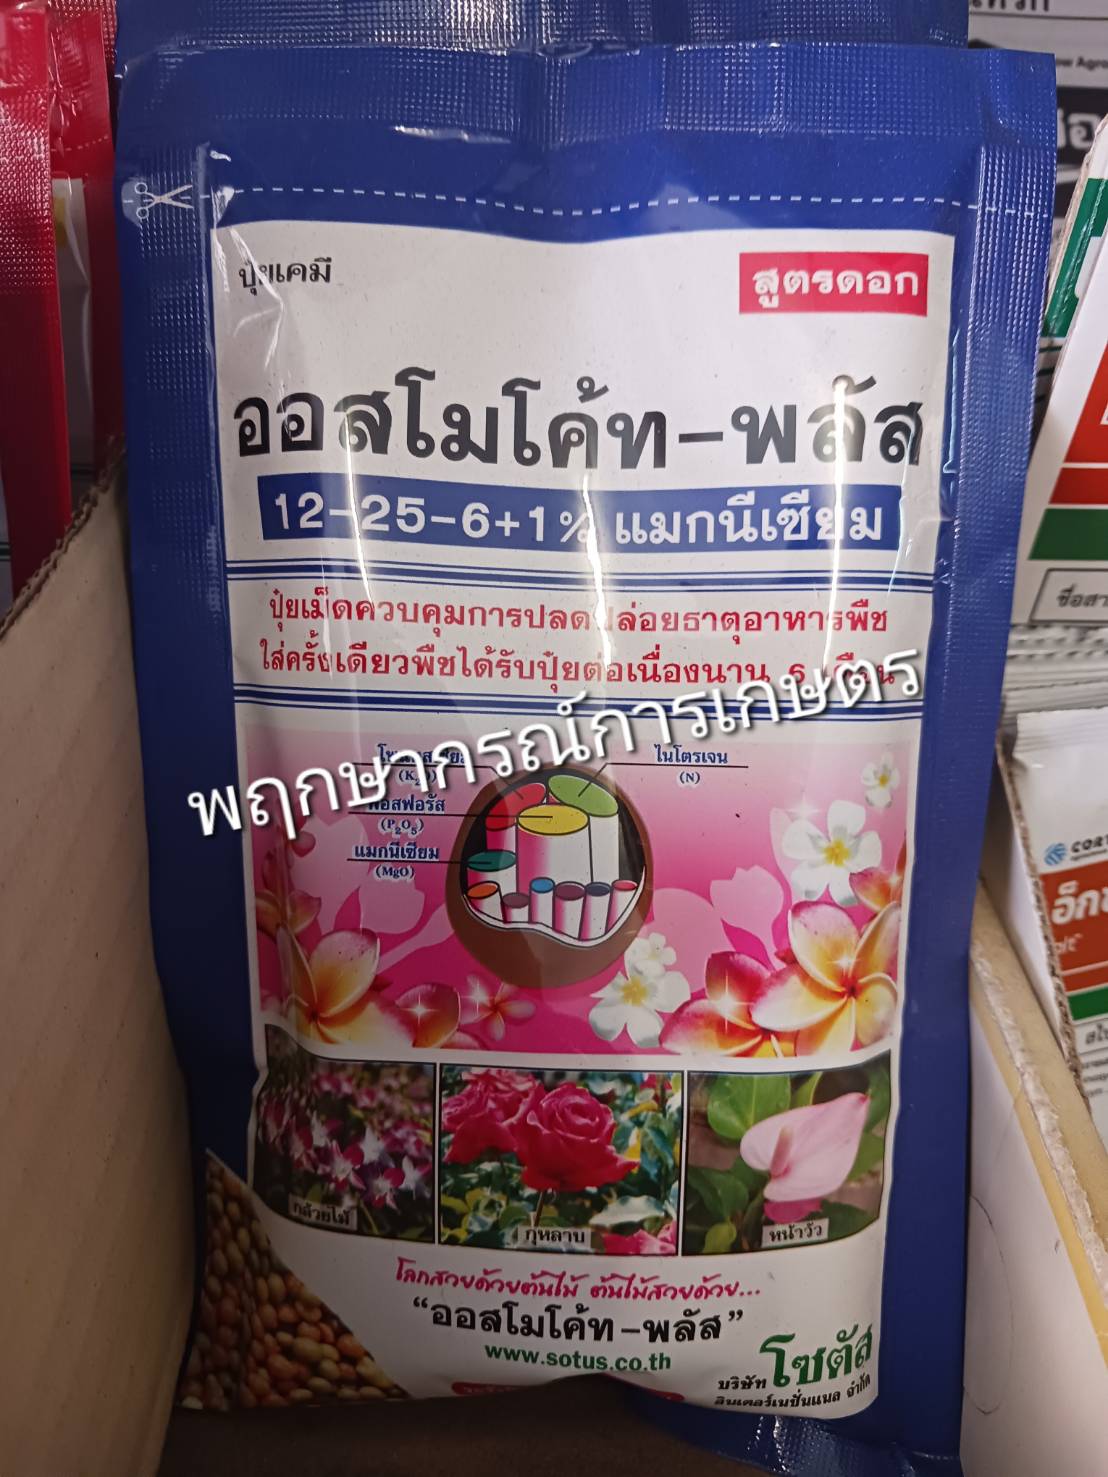 ปุ๋ยเคมี
สูตรดอก
ออสโมโค้ท-พลัส
12-25-6+1% แมกนีเซียม
ปุ๋ยเม็ดควบคุมการปลดปล่อยธาตุอาหารพืช
ใส่ครั้งเดียวพืชได้รับปุ๋ยต่อเนื่องนาน 6 เดือน
พฤกษากรณ์การเกษตร
ไนโตรเจน
(N)
ฟอสฟอรัส
(P2O5)
แมกนีเซียม
(MgO)
กล้วยไม้
กุหลาบ
หน้าวัว
โลกสวยด้วยต้นไม้ ต้นไม้สวยด้วย...
“ออสโมโค้ท-พลัส”
www.sotus.co.th
บริษัท โซตัส
อินเตอร์เนชั่นแนล จำกัด